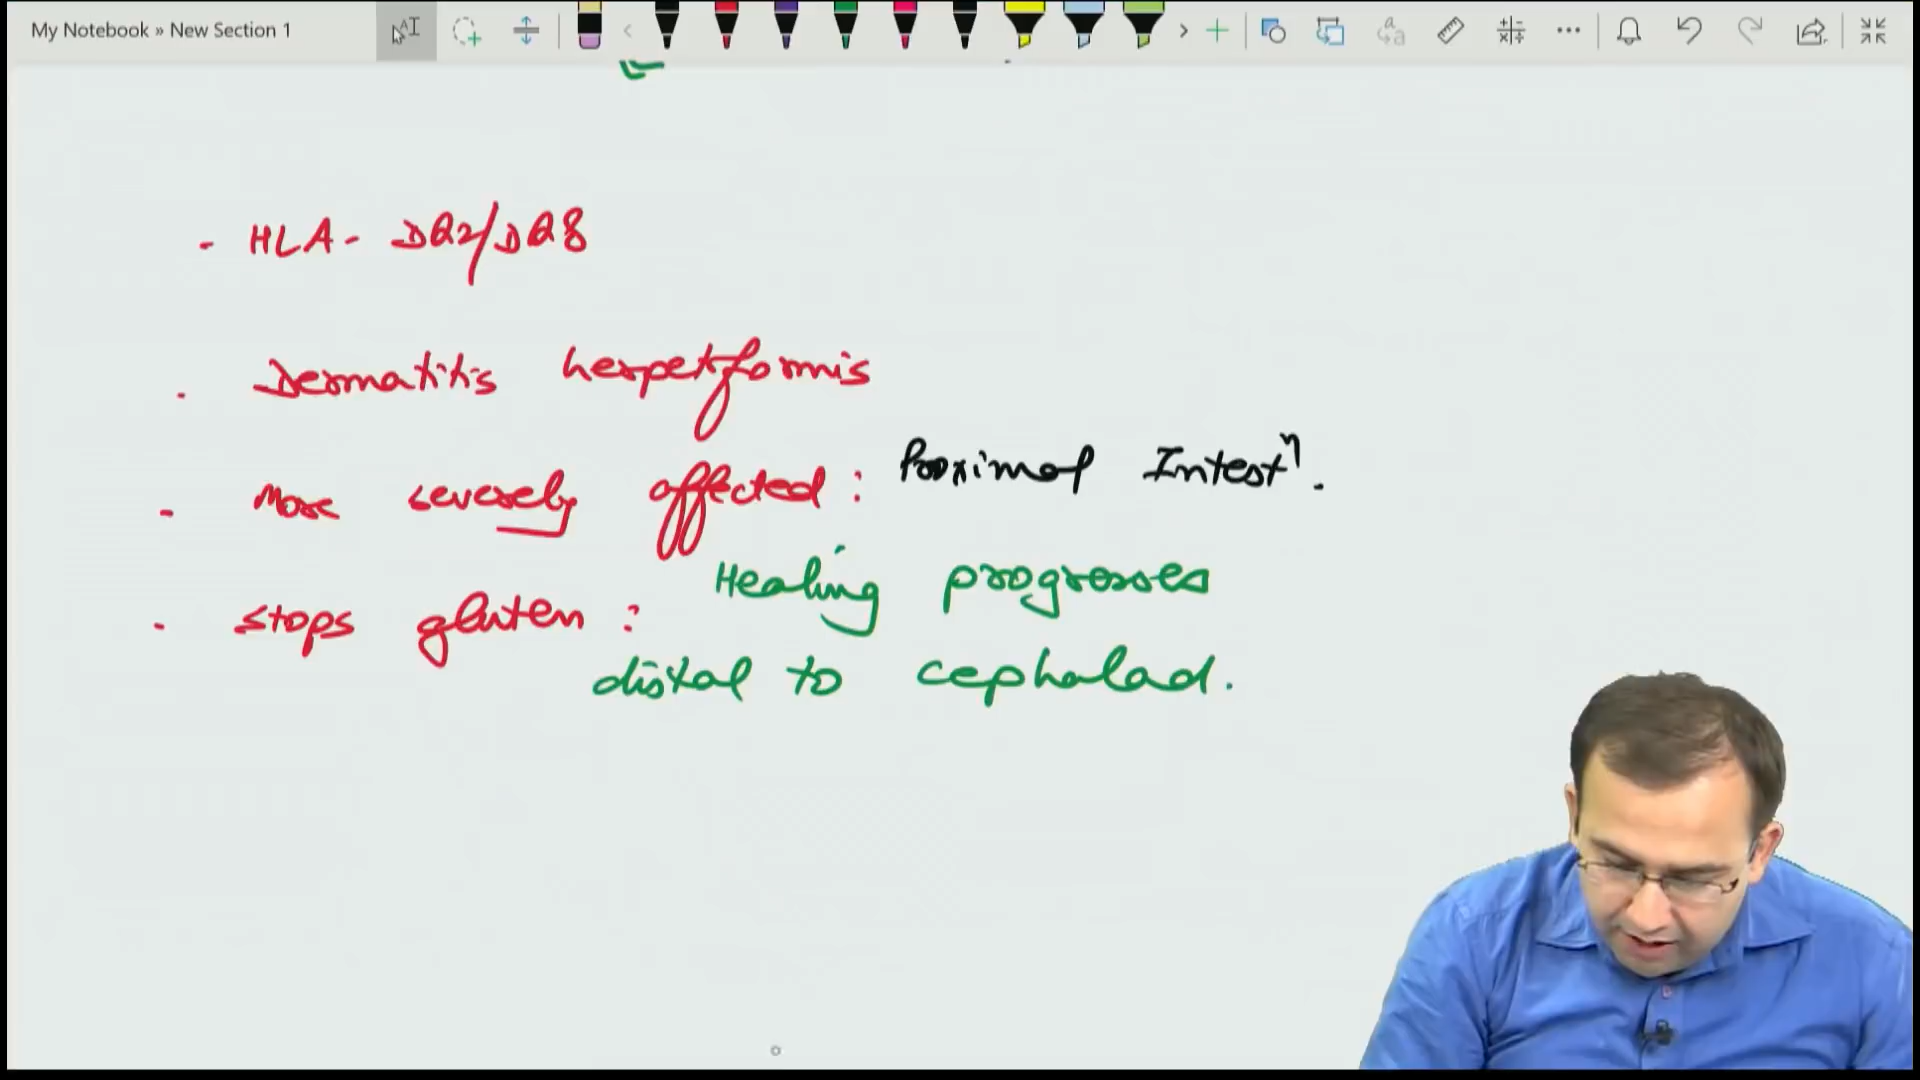 My Notebook » New Section 1
- HLA- DQ2/DQ8
. Dermatitis herpetiformis
. More severely affected : Proximal Intestⁿ.
. Stops gluten : Healing progresses
distal to cephalad.